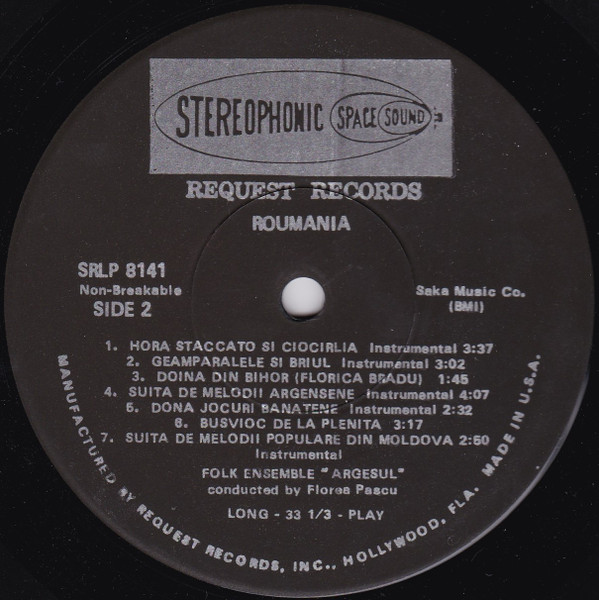 STEREOPHONIC SPACE SOUND
REQUEST RECORDS
ROUMANIA
SRLP 8141
Non-Breakable
SIDE 2
Saka Music Co.
(BMI)
1. HORA STACCATO SI CIOCIRLIA Instrumental 3:37
2. GEAMPARALELE SI BRIUL Instrumental 3:02
3. DOINA DIN BIHOR (FLORICA BRADU) 1:45
4. SUITA DE MELODII ARGENSENE Instrumental 4:07
5. DONA JOCURI BANATENE Instrumental 2:32
6. BUSVIOC DE LA PLENITA 3:17
7. SUITA DE MELODII POPULARE DIN MOLDOVA 2:50
Instrumental
FOLK ENSEMBLE "ARGESUL"
conducted by Florea Pascu
LONG - 33 1/3 - PLAY
MANUFACTURED BY REQUEST RECORDS, INC., HOLLYWOOD, FLA. MADE IN U.S.A.